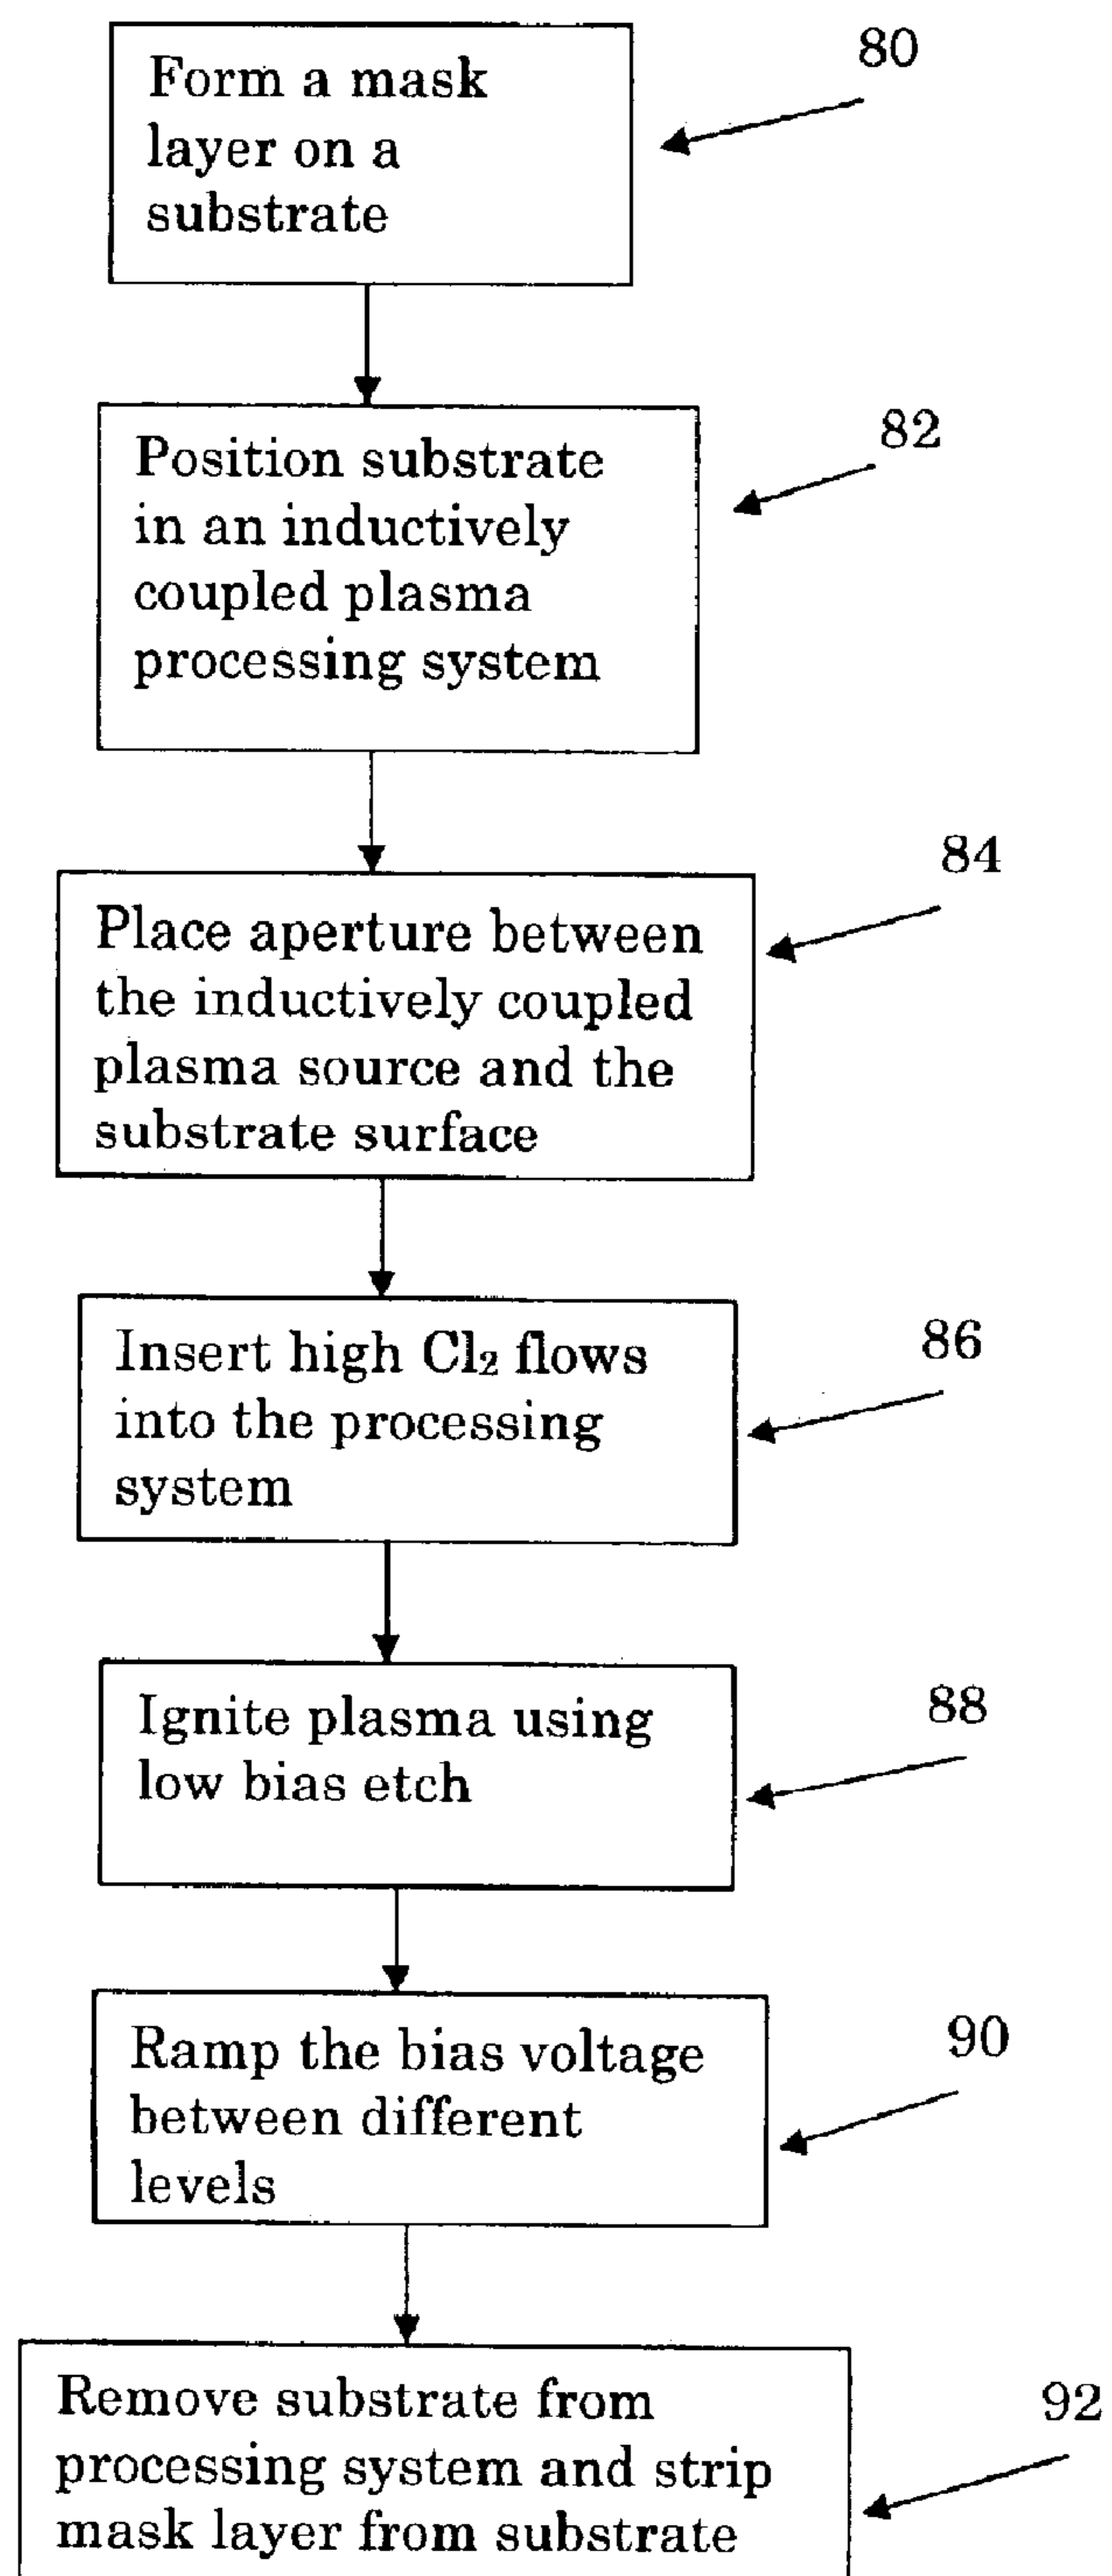 Form a mask
layer on a
substrate
80
Position substrate
in an inductively
coupled plasma
processing system
82
Place aperture between
the inductively coupled
plasma source and the
substrate surface
84
Insert high Cl₂ flows
into the processing
system
86
Ignite plasma using
low bias etch
88
Ramp the bias voltage
between different
levels
90
Remove substrate from
processing system and strip
mask layer from substrate
92